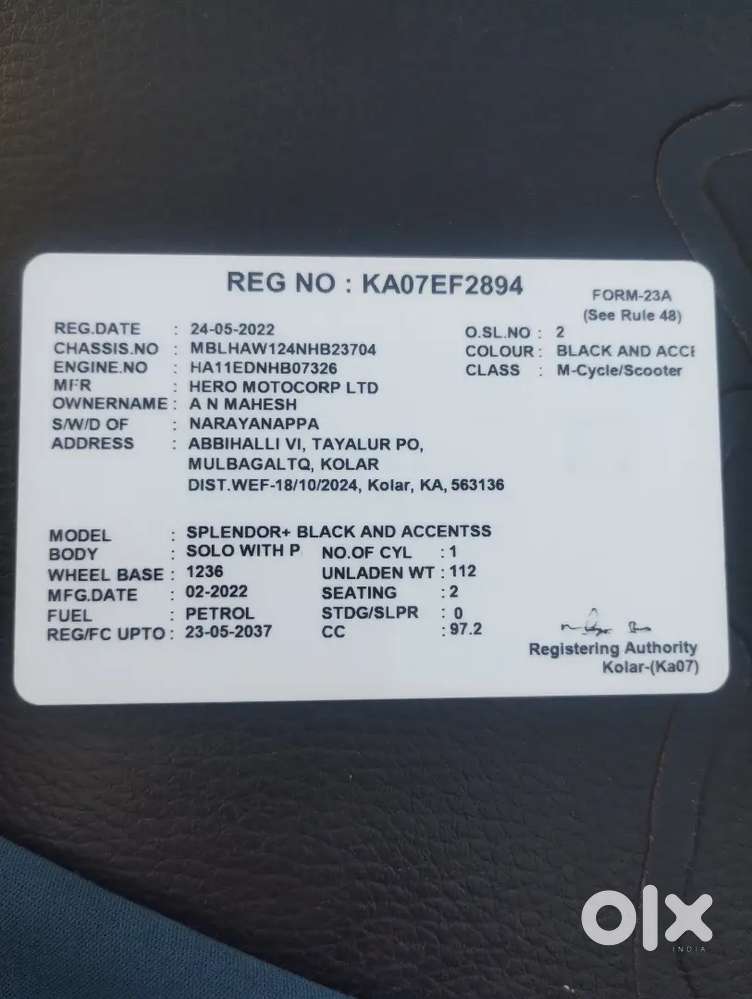 REG NO : KA07EF2894
FORM-23A
(See Rule 48)
REG.DATE : 24-05-2022
O.SL.NO : 2
CHASSIS.NO : MBLHAW124NHB23704
COLOUR : BLACK AND ACCE
ENGINE.NO : HA11EDNHB07326
CLASS : M-Cycle/Scooter
MFR : HERO MOTOCORP LTD
OWNERNAME : A N MAHESH
S/W/D OF : NARAYANAPPA
ADDRESS : ABBIHALLI VI, TAYALUR PO,
MULBAGALTQ, KOLAR
DIST.WEF-18/10/2024, Kolar, KA, 563136
MODEL : SPLENDOR+ BLACK AND ACCENTSS
BODY : SOLO WITH P NO.OF CYL : 1
WHEEL BASE : 1236 UNLADEN WT : 112
MFG.DATE : 02-2022 SEATING : 2
FUEL : PETROL STDG/SLPR : 0
REG/FC UPTO : 23-05-2037 CC : 97.2
Registering Authority
Kolar-(Ka07)
olx
INDIA